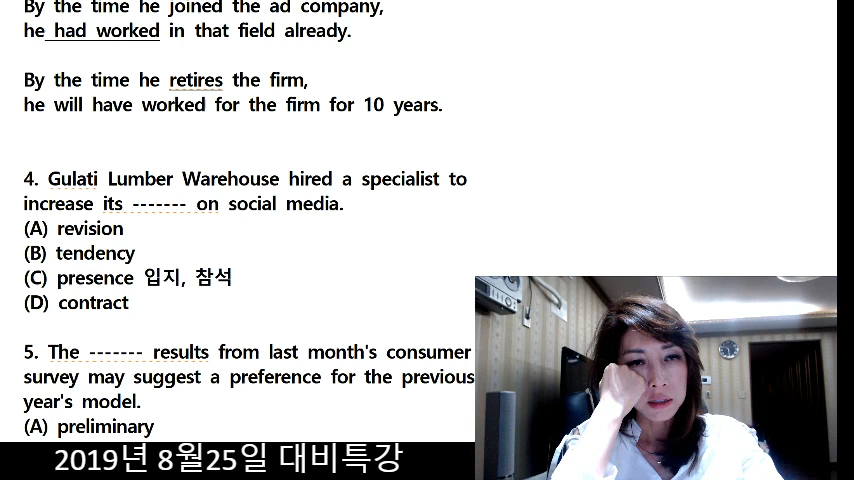 By the time he joined the ad company,
he had worked in that field already.
By the time he retires the firm,
he will have worked for the firm for 10 years.
4. Gulati Lumber Warehouse hired a specialist to
increase its ------- on social media.
(A) revision
(B) tendency
(C) presence 입지, 참석
(D) contract
5. The ------- results from last month's consumer
survey may suggest a preference for the previous
year's model.
(A) preliminary
2019년 8월25일 대비특강